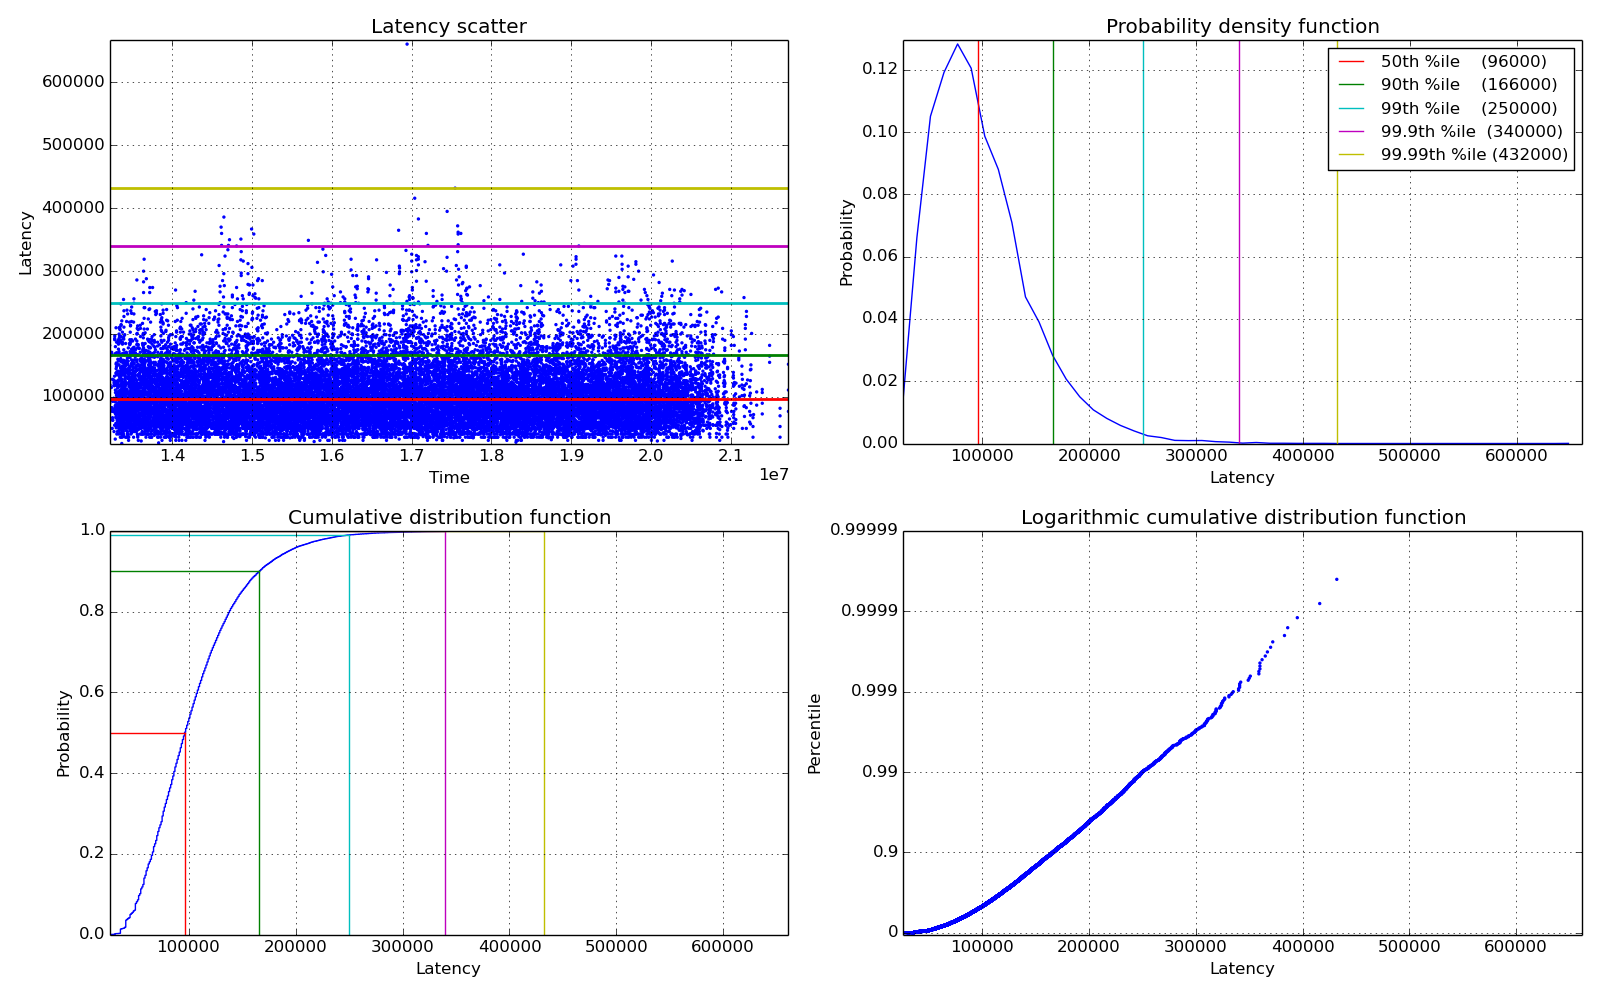 Latency scatter
600000
500000
400000
300000
200000
100000
Latency
1.4 1.5 1.6 1.7 1.8 1.9 2.0 2.1
1e7
Time
Probability density function
0.12
0.10
0.08
0.06
0.04
0.02
0.00
Probability
50th %ile (96000)
90th %ile (166000)
99th %ile (250000)
99.9th %ile (340000)
99.99th %ile (432000)
100000 200000 300000 400000 500000 600000
Latency
Cumulative distribution function
1.0
0.8
0.6
0.4
0.2
0.0
Probability
100000 200000 300000 400000 500000 600000
Latency
Logarithmic cumulative distribution function
0.99999
0.9999
0.999
0.99
0.9
0
Percentile
100000 200000 300000 400000 500000 600000
Latency